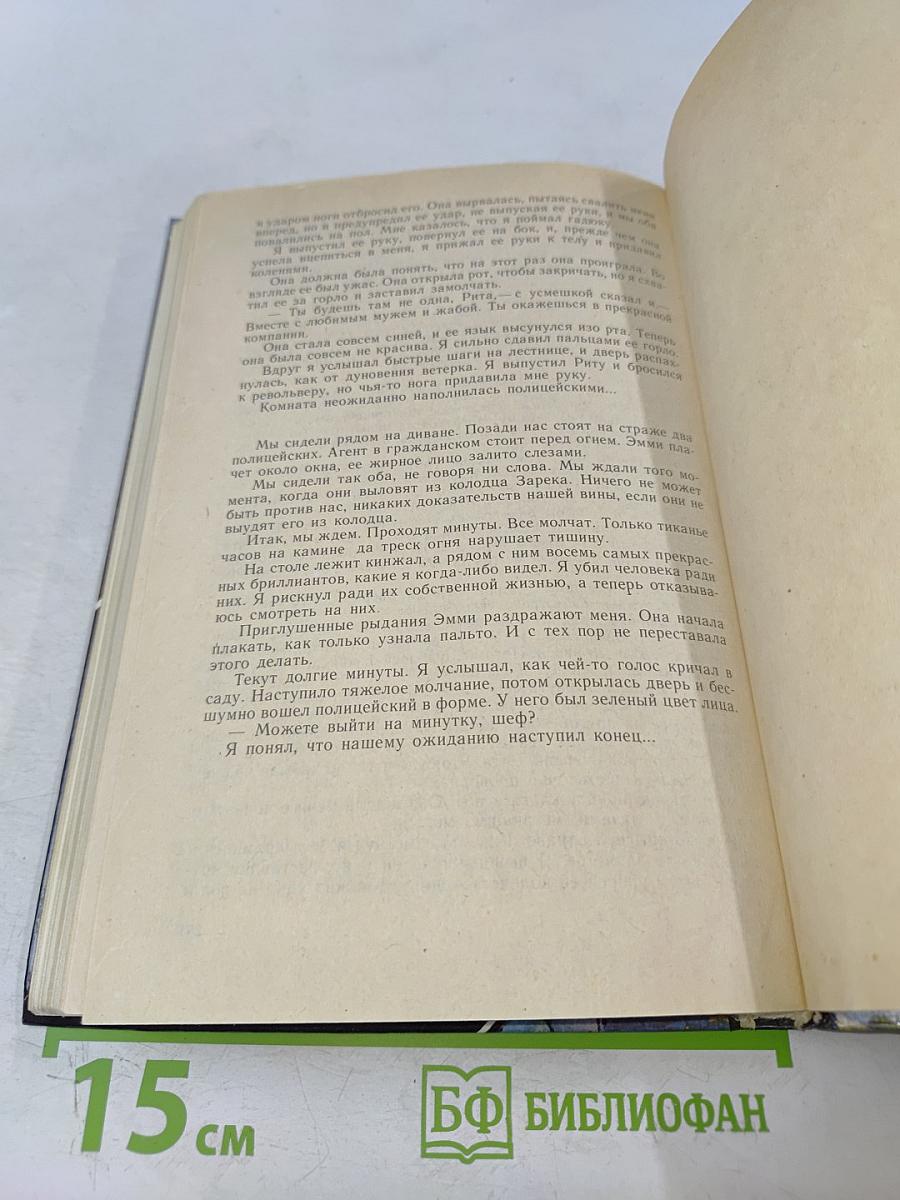 и ударом ноги отбросил его. Она вырвалась, пытаясь свалить меня
вперед, но я предупредил ее удар, не выпуская ее руки, и мы оба
повалились на пол. Мне казалось, что я поймал гадюку.
Я выпустил ее руку, повернул ее на бок, и, прежде чем она
успела вцепиться в меня, я прижал ее руки к телу и придавил
коленями.
Она должна была понять, что на этот раз она проиграла. Во
взгляде ее был ужас. Она открыла рот, чтобы закричать, но я схва-
тил ее за горло и заставил замолчать.
— Ты будешь там не одна, Рита,— с усмешкой сказал я.—
Вместе с любимым мужем и жабой. Ты окажешься в прекрасной
компании.
Она стала совсем синей, и ее язык высунулся изо рта. Теперь
она была совсем не красива. Я сильно сдавил пальцами ее горло.
Вдруг я услышал быстрые шаги на лестнице, и дверь распах-
нулась, как от дуновения ветерка. Я выпустил Риту и бросился
к револьверу, но чья-то нога придавила мне руку.
Комната неожиданно наполнилась полицейскими...
Мы сидели рядом на диване. Позади нас стоят на страже два
полицейских. Агент в гражданском стоит перед огнем. Эмми пла-
чет около окна, ее жирное лицо залито слезами.
Мы сидели так оба, не говоря ни слова. Мы ждали того мо-
мента, когда они выловят из колодца Зарека. Ничего не может
быть против нас, никаких доказательств нашей вины, если они не
выудят его из колодца.
Итак, мы ждем. Проходят минуты. Все молчат. Только тиканье
часов на камине да треск огня нарушает тишину.
На столе лежит кинжал, а рядом с ним восемь самых прекрас-
ных бриллиантов, какие я когда-либо видел. Я убил человека ради
них. Я рискнул ради их собственной жизнью, а теперь отказыва-
юсь смотреть на них.
Приглушенные рыдания Эмми раздражают меня. Она начала
плакать, как только узнала пальто. И с тех пор не переставала
этого делать.
Текут долгие минуты. Я услышал, как чей-то голос кричал в
саду. Наступило тяжелое молчание, потом открылась дверь и бес-
шумно вошел полицейский в форме. У него был зеленый цвет лица.
— Можете выйти на минутку, шеф?
Я понял, что нашему ожиданию наступил конец...
15 см
БФ БИБЛИОФАН